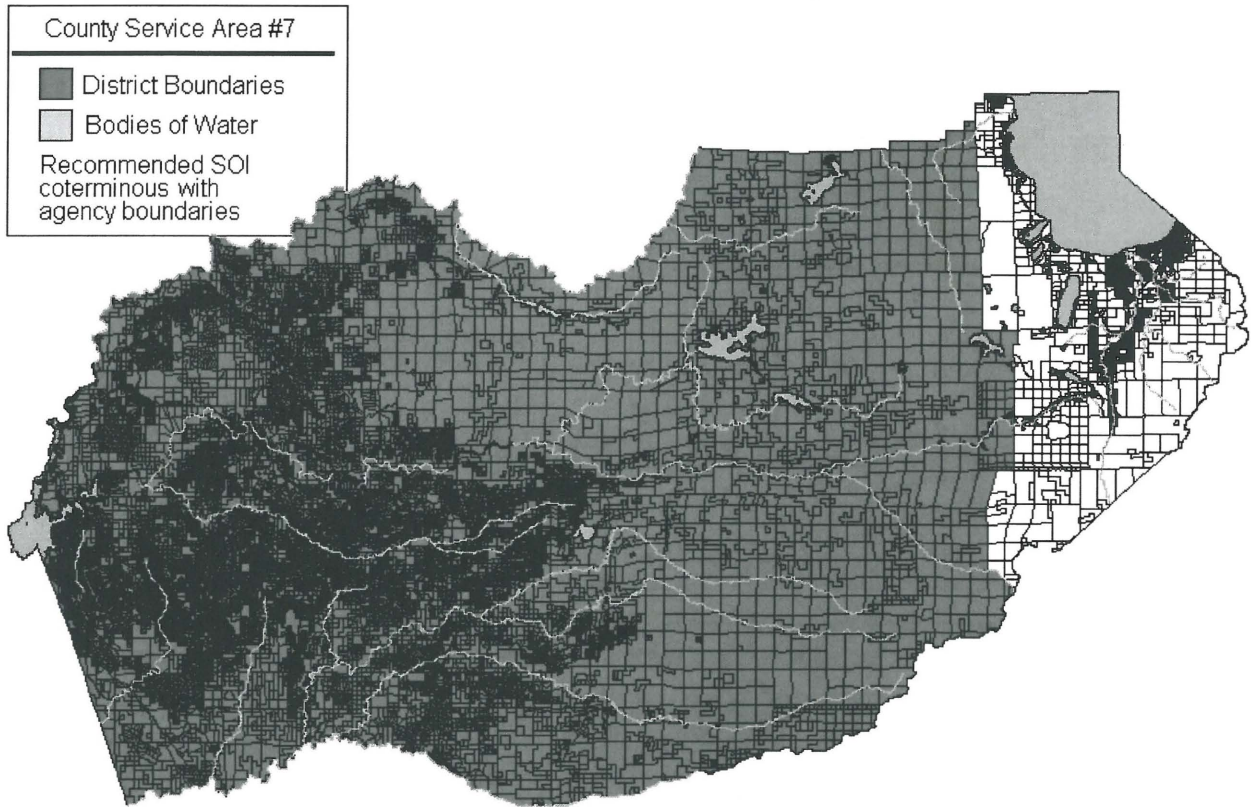 County Service Area #7
District Boundaries
Bodies of Water
Recommended SOI
coterminous with
agency boundaries